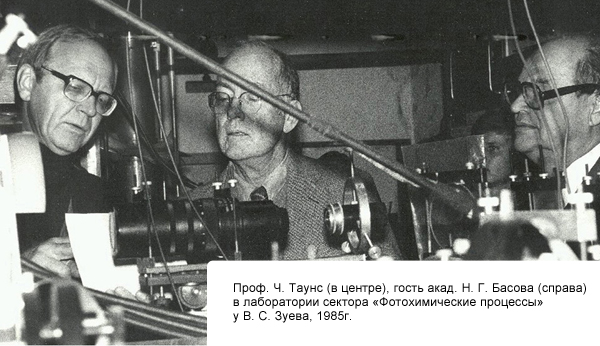 Проф. Ч. Таунс (в центре), гость акад. Н. Г. Басова (справа)
в лаборатории сектора «Фотохимические процессы»
у В. С. Зуева, 1985г.